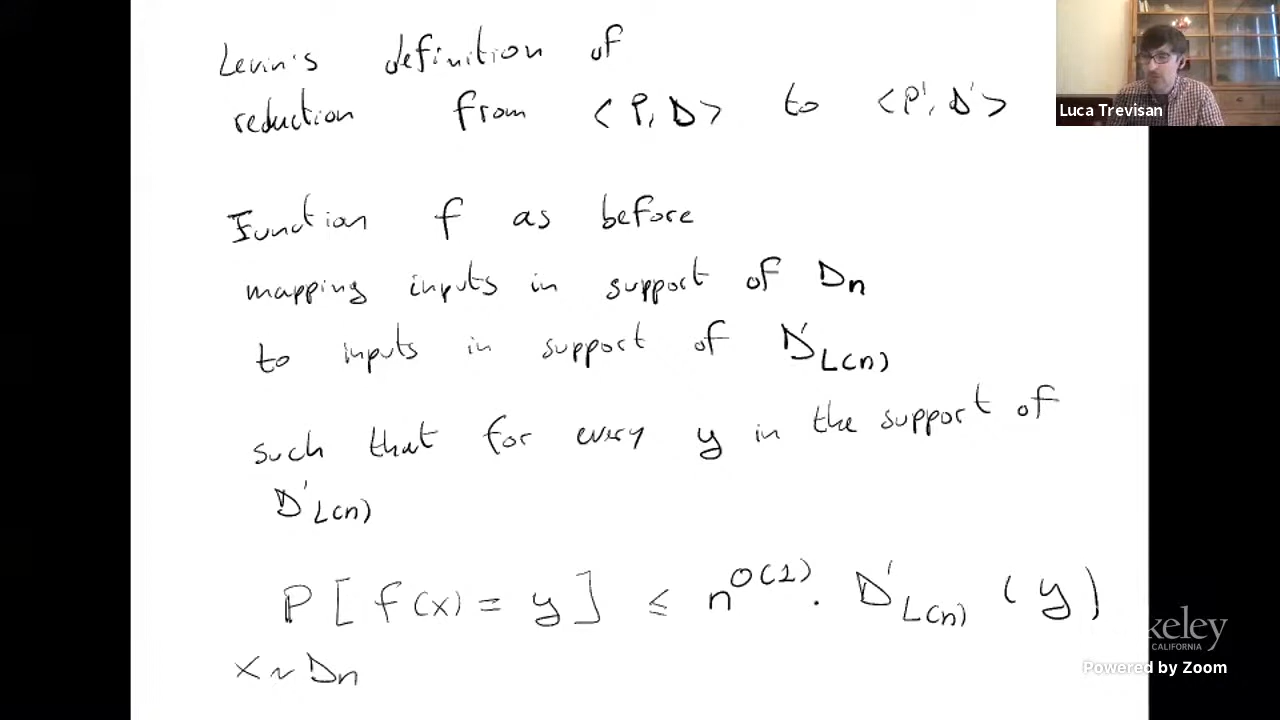 Levin's definition of
reduction from < P, D > to < P', D' >
Luca Trevisan
Function f as before
mapping inputs in support of Dn
to inputs in support of D'L(n)
such that for every y in the support of
D'L(n)
P [ f(x) = y ] ≤ n^O(1) . D'L(n) (y)
x ~ Dn
keley
CALIFORNIA
Powered by Zoom